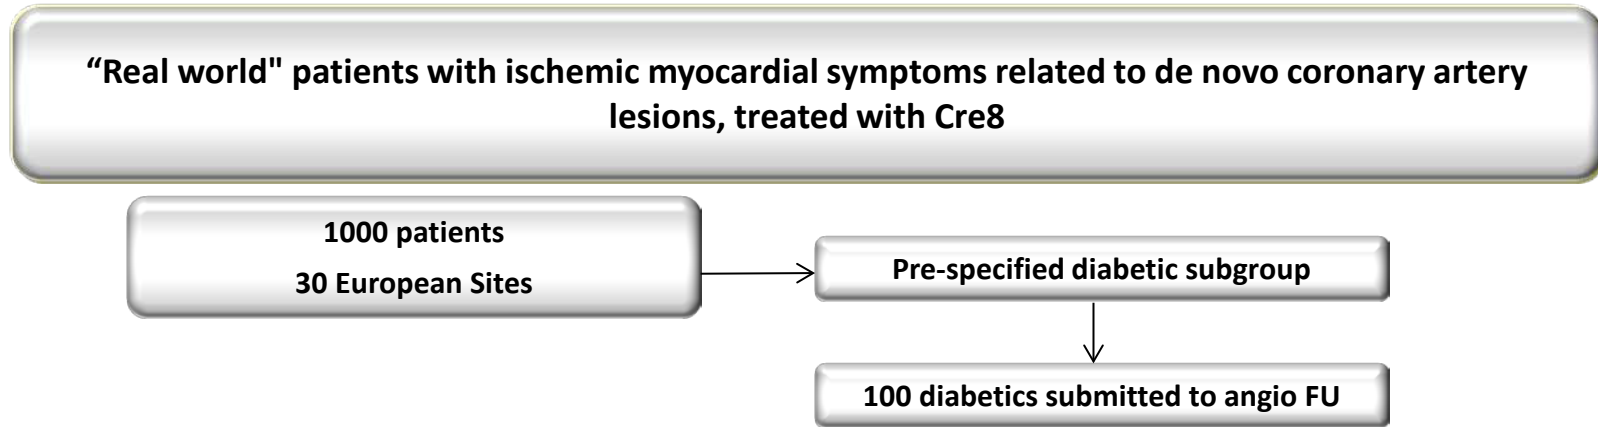 “Real world" patients with ischemic myocardial symptoms related to de novo coronary artery
lesions, treated with Cre8
1000 patients
30 European Sites
Pre-specified diabetic subgroup
100 diabetics submitted to angio FU